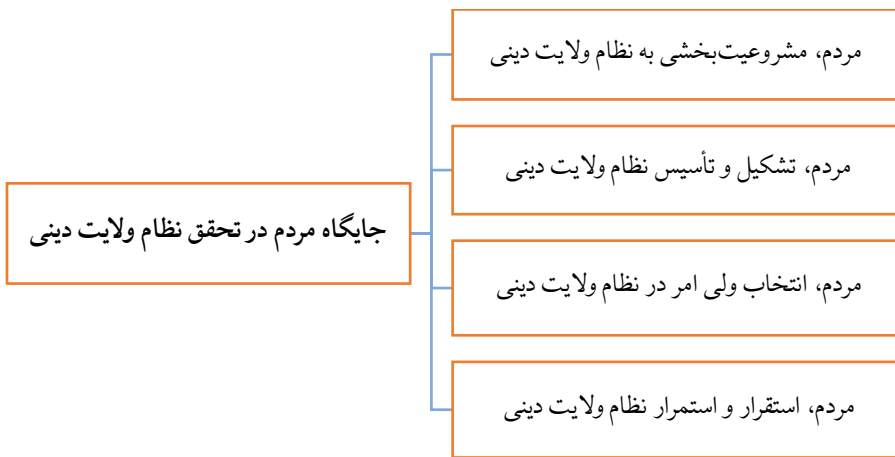 مردم، مشروعیت‌بخشی به نظام ولایت دینی
مردم، تشکیل و تأسیس نظام ولایت دینی
جایگاه مردم در تحقق نظام ولایت دینی
مردم، انتخاب ولی امر در نظام ولایت دینی
مردم، استقرار و استمرار نظام ولایت دینی